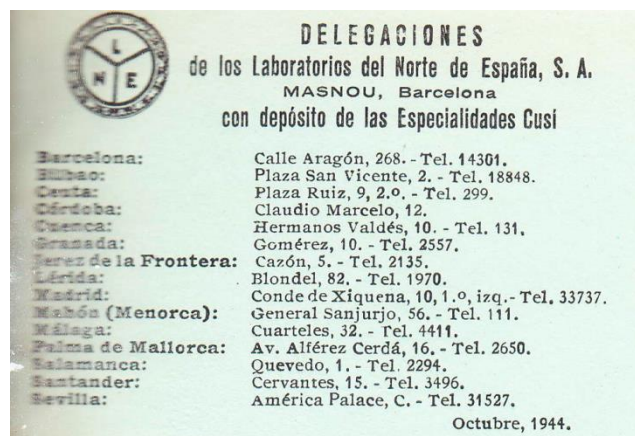 L
N E
DELEGACIONES
de los Laboratorios del Norte de España, S. A.
MASNOU, Barcelona
con depósito de las Especialidades Cusí
Barcelona: Calle Aragón, 268. - Tel. 14301.
Bilbao: Plaza San Vicente, 2. - Tel. 18848.
Ceuta: Plaza Ruiz, 9, 2.º. - Tel. 299.
Córdoba: Claudio Marcelo, 12.
Cuenca: Hermanos Valdés, 10. - Tel. 131.
Granada: Gomérez, 10. - Tel. 2557.
Jerez de la Frontera: Cazón, 5. - Tel. 2135.
Lérida: Blondel, 82. - Tel. 1970.
Madrid: Conde de Xiquena, 10, 1.º, izq. - Tel. 33737.
Mahón (Menorca): General Sanjurjo, 56. - Tel. 111.
Málaga: Cuarteles, 32. - Tel. 4411.
Palma de Mallorca: Av. Alférez Cerdá, 16. - Tel. 2650.
Salamanca: Quevedo, 1. - Tel. 2294.
Santander: Cervantes, 15. - Tel. 3496.
Sevilla: América Palace, C. - Tel. 31527.
Octubre, 1944.